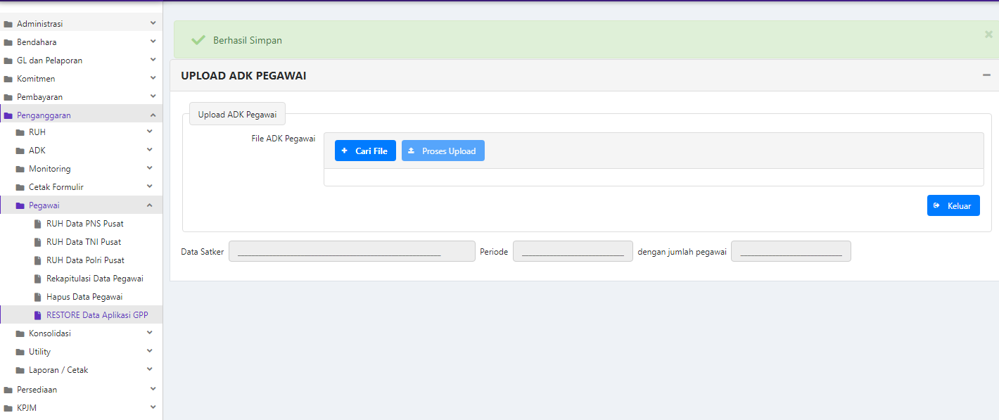 Administrasi
Bendahara
GL dan Pelaporan
Komitmen
Pembayaran
Penganggaran
RUH
ADK
Monitoring
Cetak Formulir
Pegawai
RUH Data PNS Pusat
RUH Data TNI Pusat
RUH Data Polri Pusat
Rekapitulasi Data Pegawai
Hapus Data Pegawai
RESTORE Data Aplikasi GPP
Konsolidasi
Utility
Laporan / Cetak
Persediaan
KPJM
Berhasil Simpan
UPLOAD ADK PEGAWAI
Upload ADK Pegawai
File ADK Pegawai
Cari File Proses Upload
Keluar
Data Satker Periode dengan jumlah pegawai